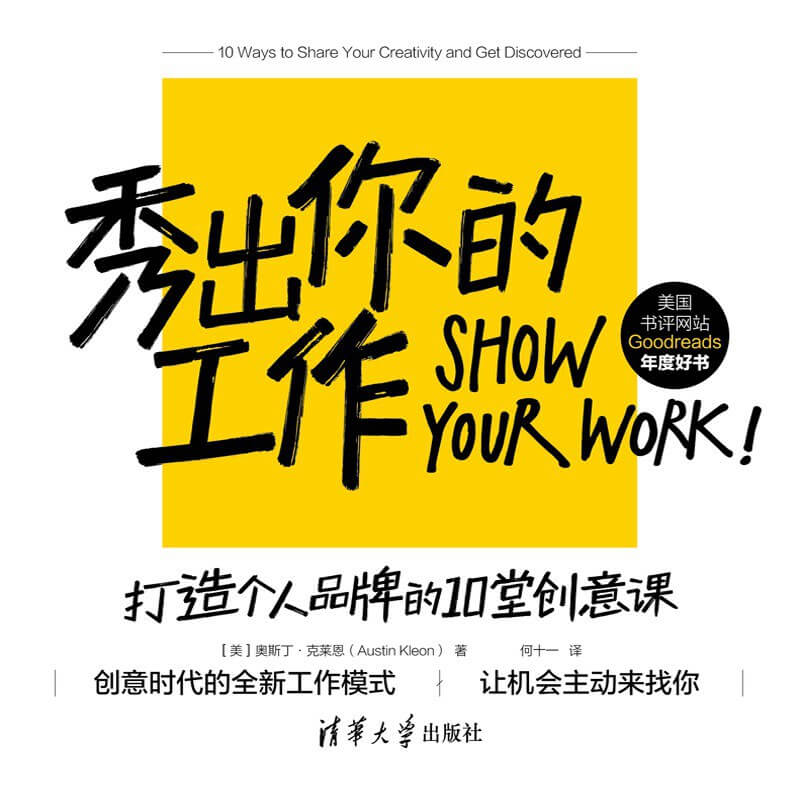 10 Ways to Share Your Creativity and Get Discovered
秀出你的
工作
SHOW
YOUR WORK!
美国
书评网站
Goodreads
年度好书
打造个人品牌的10堂创意课
[美]奥斯丁·克莱恩(Austin Kleon) 著 何十一 译
创意时代的全新工作模式 让机会主动来找你
清华大学出版社